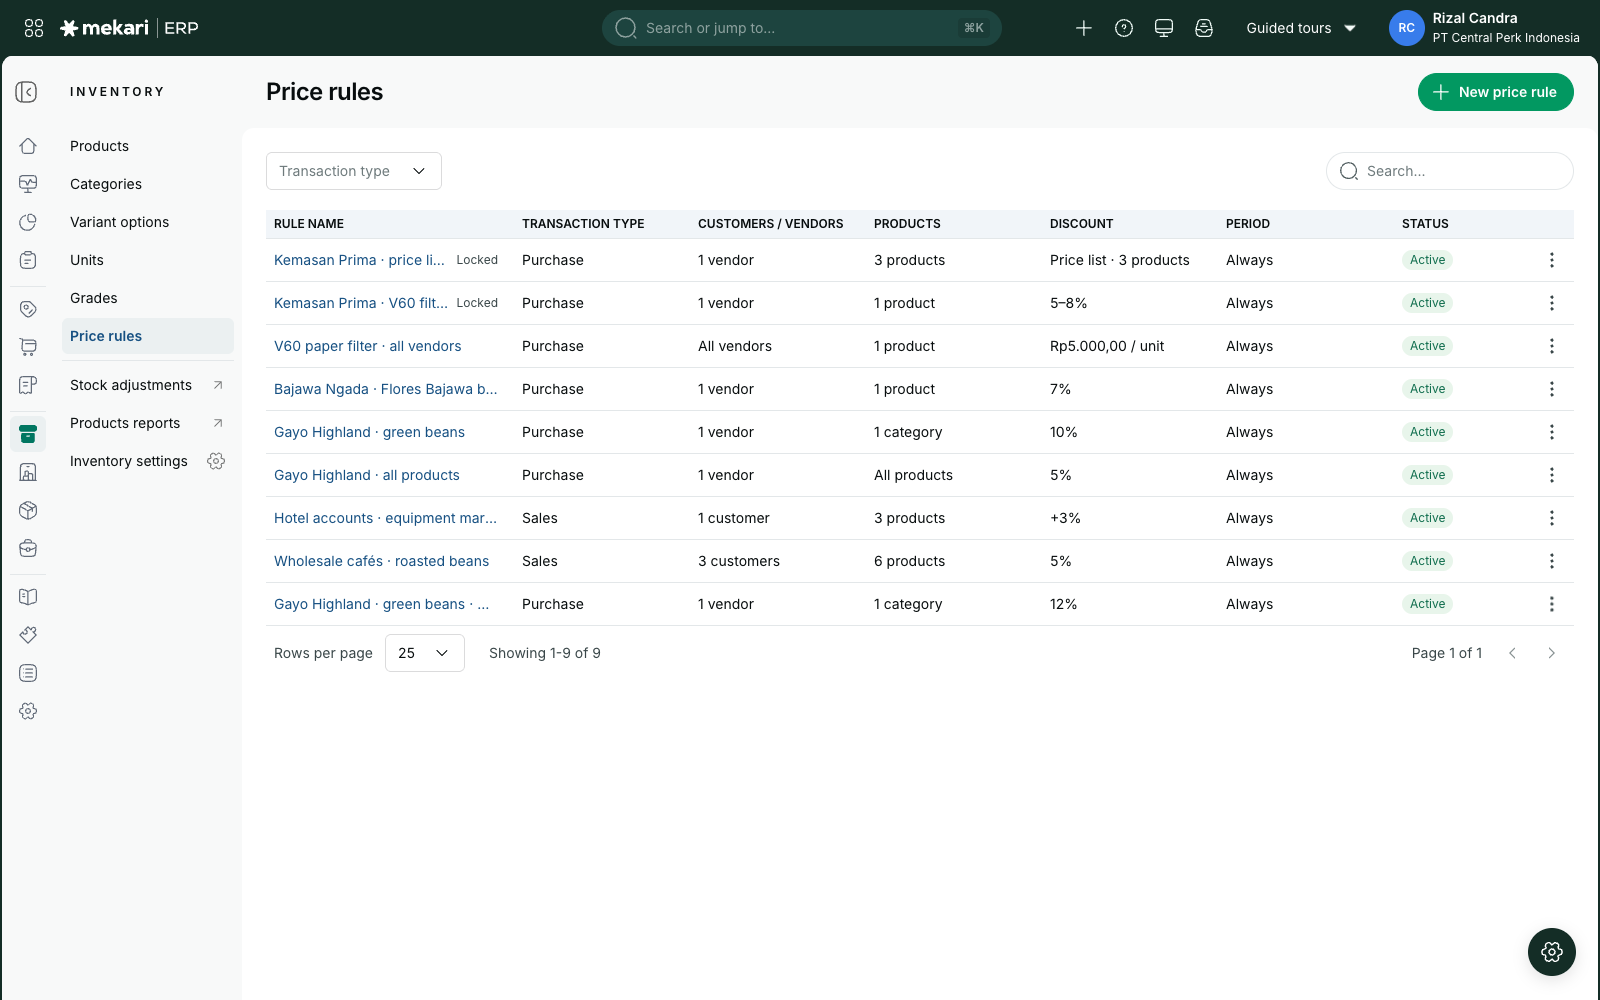 mekari ERP
Search or jump to...
⌘K
Guided tours
RC
Rizal Candra
PT Central Perk Indonesia
INVENTORY
Products
Categories
Variant options
Units
Grades
Price rules
Stock adjustments
Products reports
Inventory settings
Price rules
New price rule
Transaction type
Search...
RULE NAME TRANSACTION TYPE CUSTOMERS / VENDORS PRODUCTS DISCOUNT PERIOD STATUS
Kemasan Prima · price li... Locked Purchase 1 vendor 3 products Price list · 3 products Always Active
Kemasan Prima · V60 filt... Locked Purchase 1 vendor 1 product 5–8% Always Active
V60 paper filter · all vendors Purchase All vendors 1 product Rp5.000,00 / unit Always Active
Bajawa Ngada · Flores Bajawa b... Purchase 1 vendor 1 product 7% Always Active
Gayo Highland · green beans Purchase 1 vendor 1 category 10% Always Active
Gayo Highland · all products Purchase 1 vendor All products 5% Always Active
Hotel accounts · equipment mar... Sales 1 customer 3 products +3% Always Active
Wholesale cafés · roasted beans Sales 3 customers 6 products 5% Always Active
Gayo Highland · green beans · ... Purchase 1 vendor 1 category 12% Always Active
Rows per page 25 Showing 1-9 of 9 Page 1 of 1